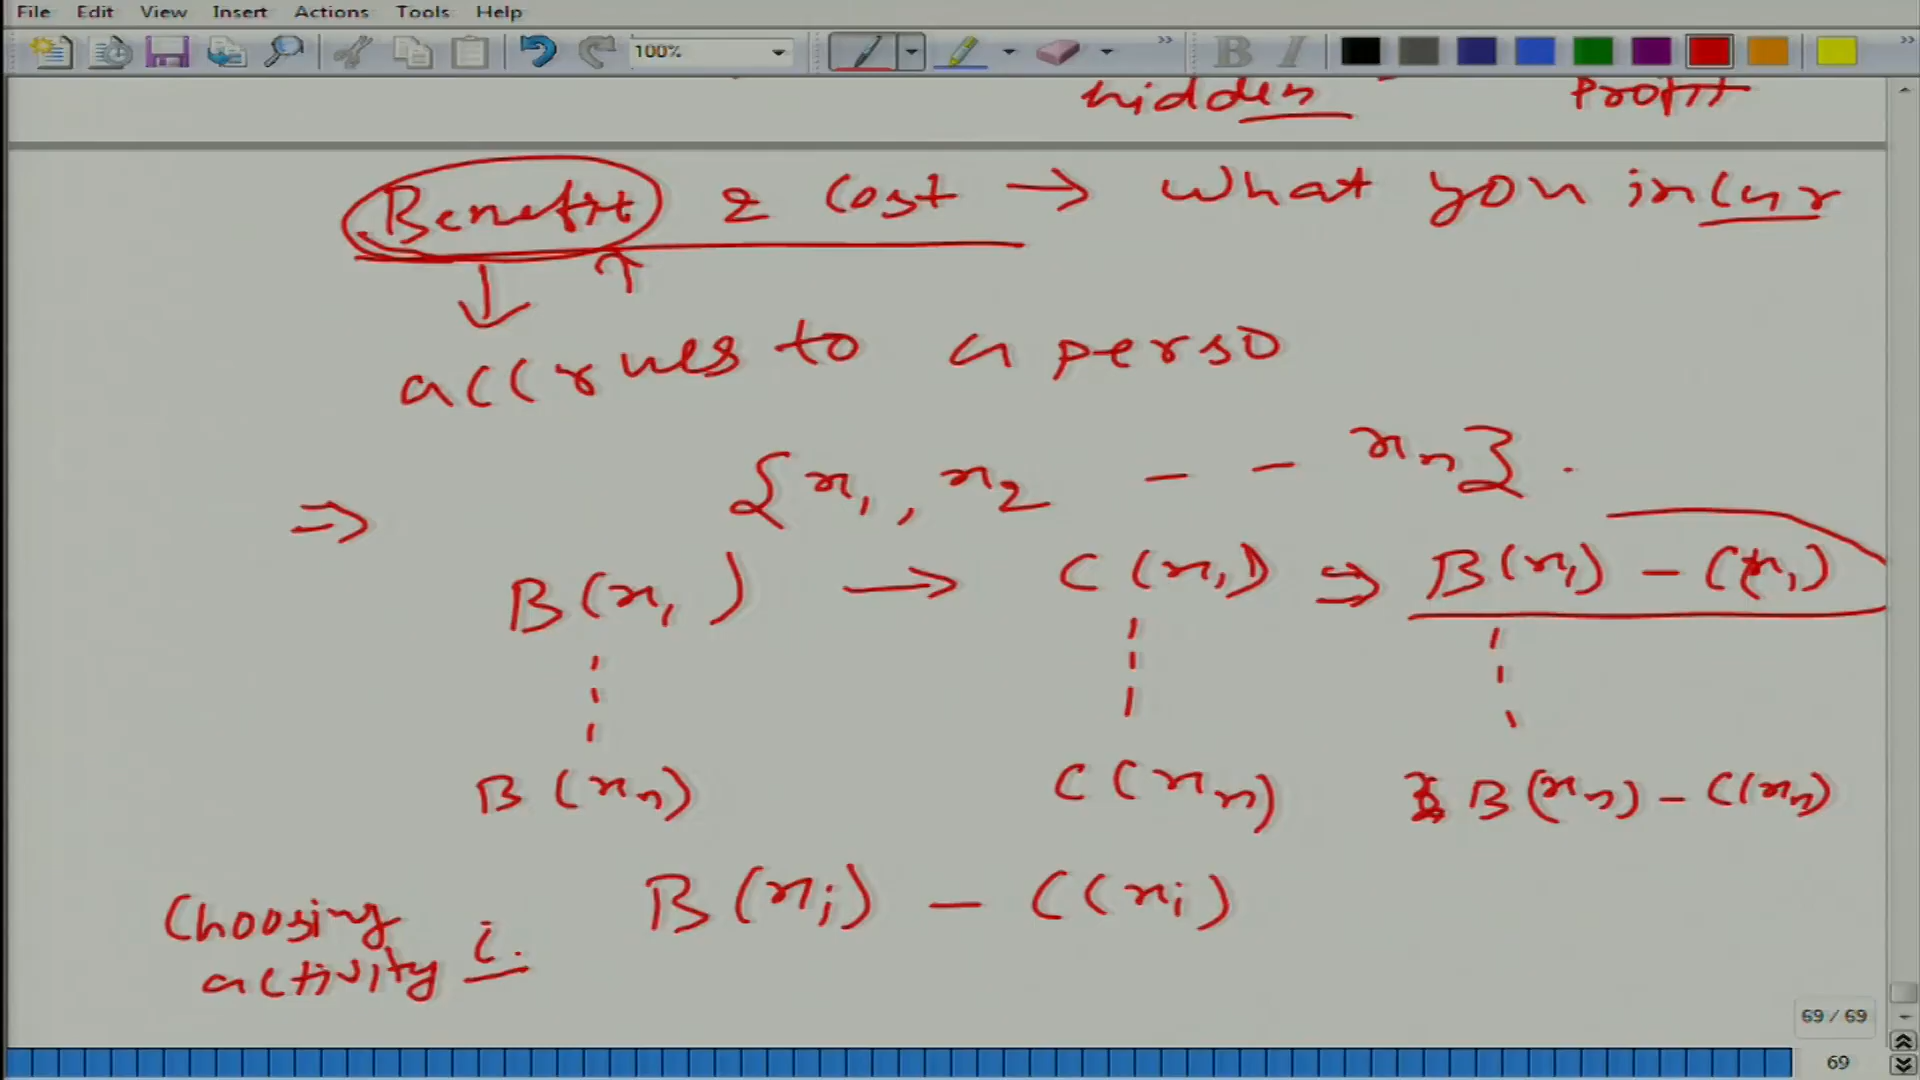 File Edit View Insert Actions Tools Help
100%
hidden Profit
Benefit & cost → what you incur
accrues to a perso
⇒ {x1, x2 - - xn}.
B(x1) → C(x1) ⇒ B(x1) - C(x1)
B(xn) C(xn) B(xn) - C(xn)
B(xi) - C(xi)
Choosing
activity i.
69 / 69
69